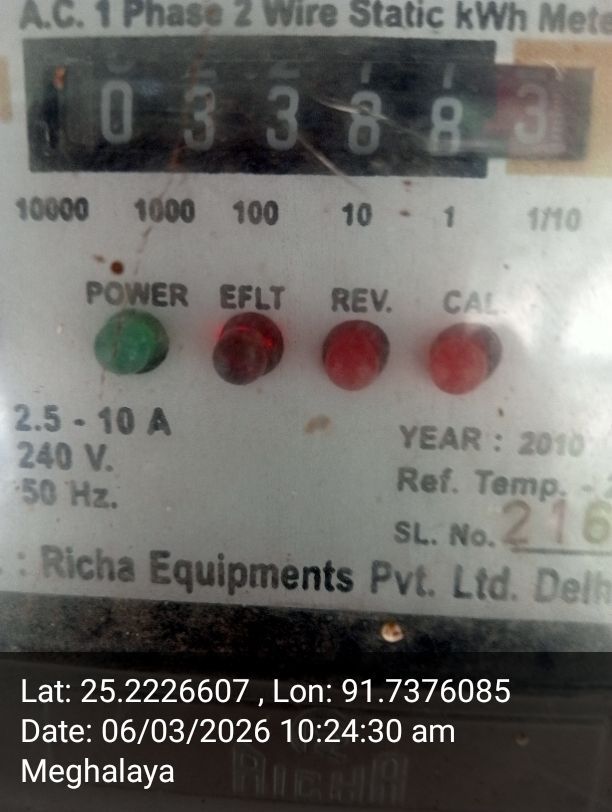 A.C. 1 Phase 2 Wire Static kWh
0 3 3 8 8 3
10000 1000 100 10 1 1/10
POWER EFLT REV. CAL
2.5 - 10 A
240 V.
50 Hz.
YEAR : 2010
Ref. Temp. -
SL. No. 216
: Richa Equipments Pvt. Ltd.
Lat: 25.2226607 , Lon: 91.7376085
Date: 06/03/2026 10:24:30 am
Meghalaya
RICHA